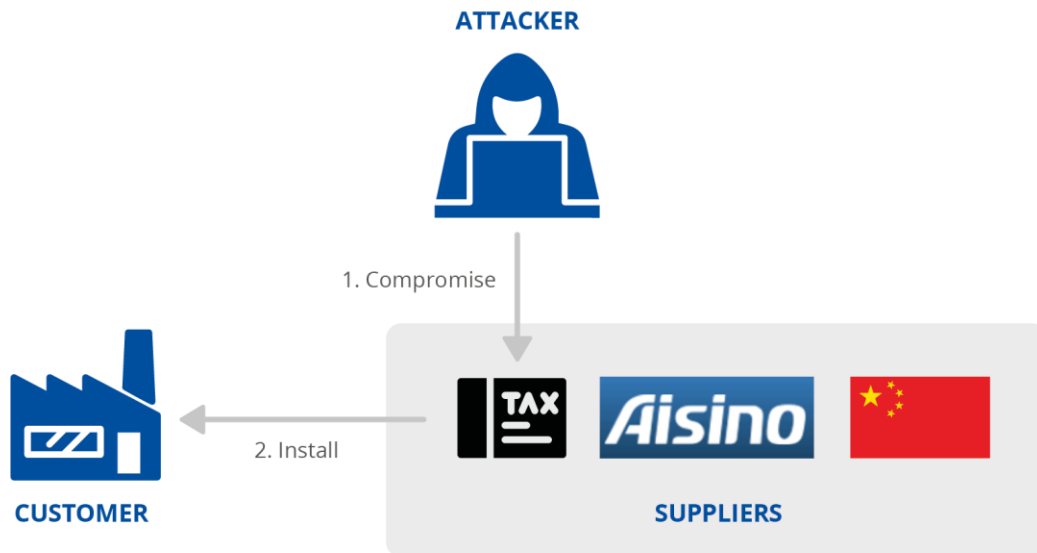 ATTACKER
1. Compromise
TAX
Aisino
2. Install
CUSTOMER
SUPPLIERS